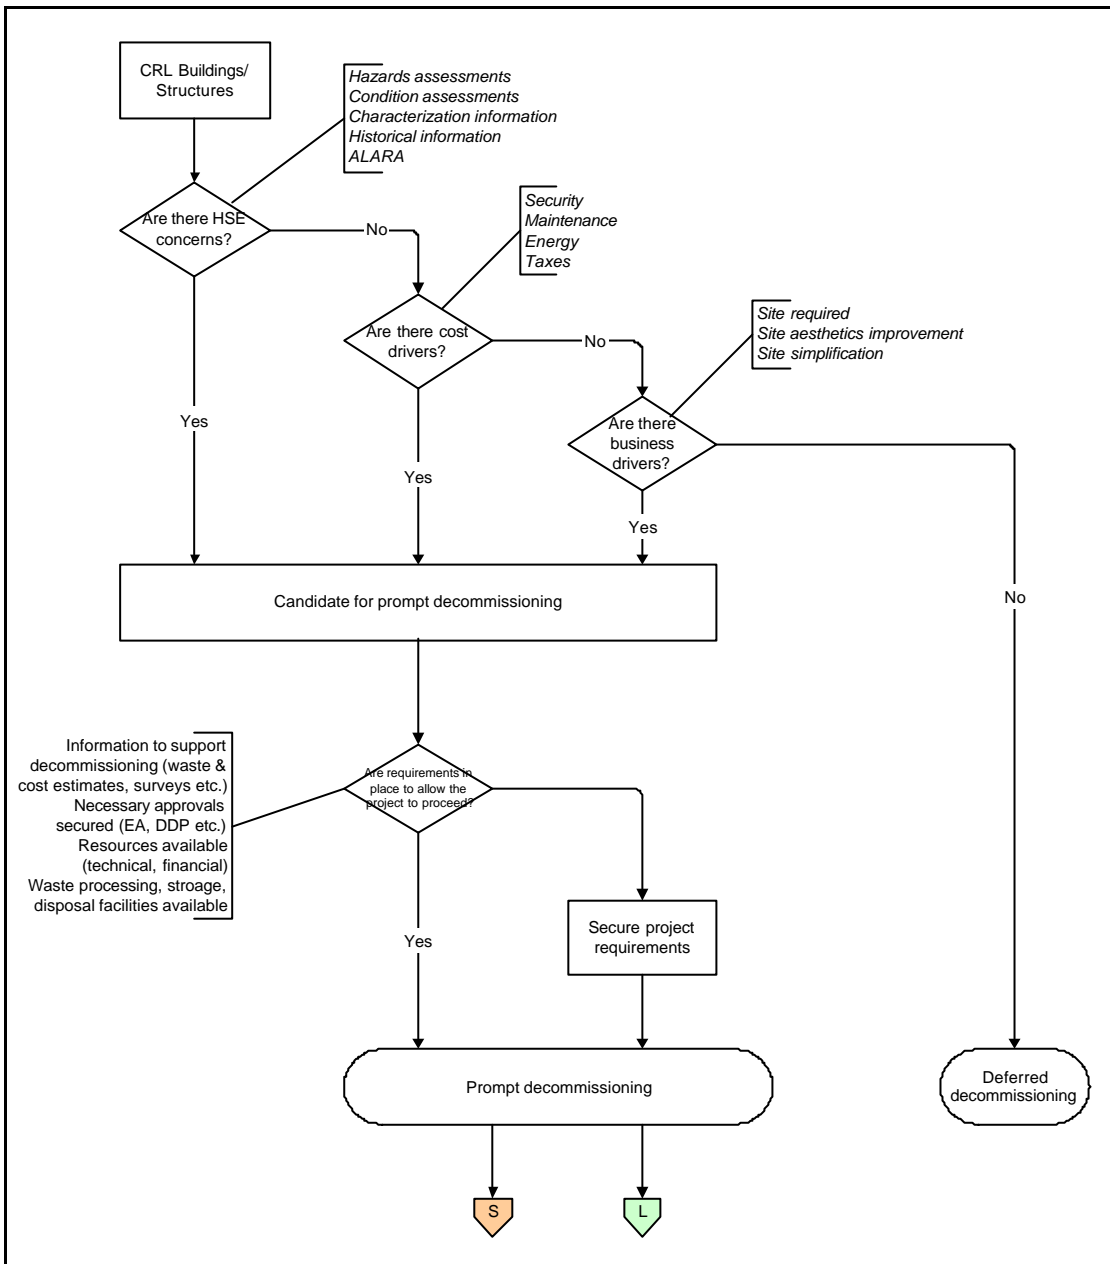 CRL Buildings/
Structures
Hazards assessments
Condition assessments
Characterization information
Historical information
ALARA
Are there HSE
concerns?
No
Security
Maintenance
Energy
Taxes
Are there cost
drivers?
No
Site required
Site aesthetics improvement
Site simplification
Are there
business
drivers?
Yes
Yes
Yes
No
Candidate for prompt decommissioning
Information to support
decommissioning (waste &
cost estimates, surveys etc.)
Necessary approvals
secured (EA, DDP etc.)
Resources available
(technical, financial)
Waste processing, stroage,
disposal facilities available
Are requirements in
place to allow the
project to proceed?
Yes
Secure project
requirements
Prompt decommissioning
Deferred
decommissioning
S
L